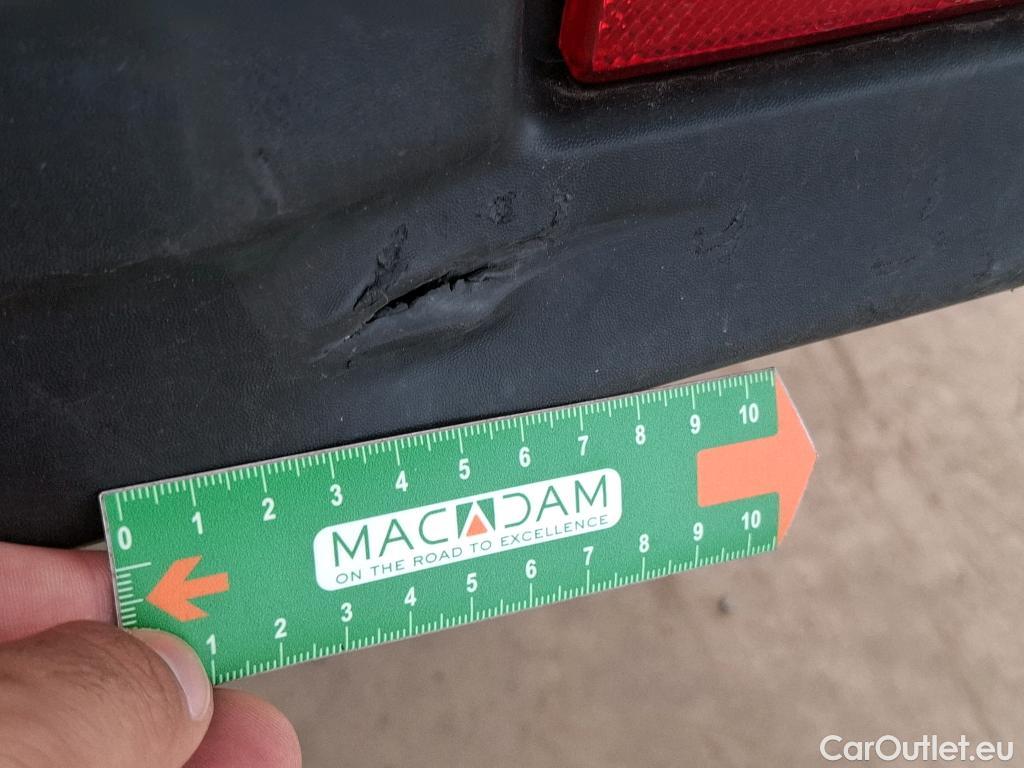 0 1 2 3 4 5 6 7 8 9 10
MACADAM
ON THE ROAD TO EXCELLENCE
1 2 3 4 5 6 7 8 9 10
CarOutlet.eu